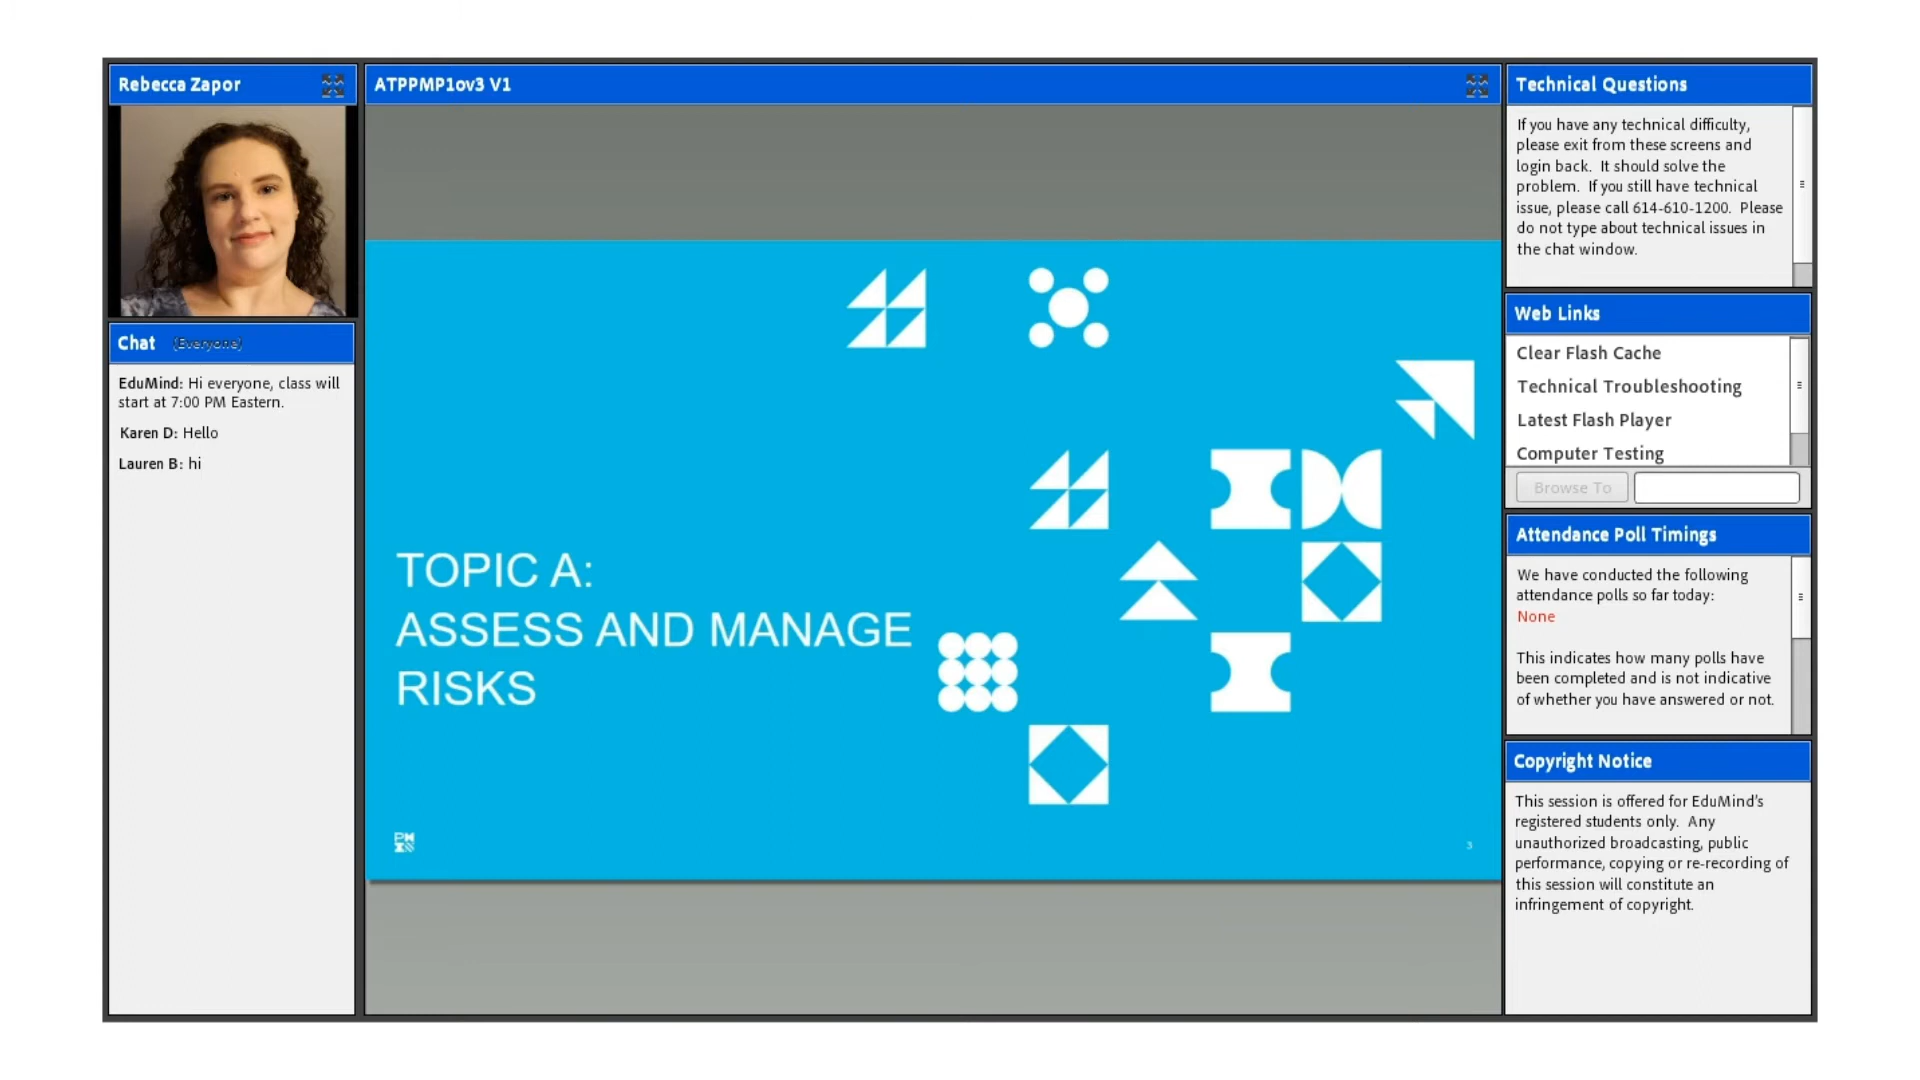 Rebecca Zapor
Chat (Everyone)
EduMind: Hi everyone, class will
start at 7:00 PM Eastern.
Karen D: Hello
Lauren B: hi
ATPPMP1ov3 V1
TOPIC A:
ASSESS AND MANAGE
RISKS
3
Technical Questions
If you have any technical difficulty,
please exit from these screens and
login back. It should solve the
problem. If you still have technical
issue, please call 614-610-1200. Please
do not type about technical issues in
the chat window.
Web Links
Clear Flash Cache
Technical Troubleshooting
Latest Flash Player
Computer Testing
Browse To
Attendance Poll Timings
We have conducted the following
attendance polls so far today:
None
This indicates how many polls have
been completed and is not indicative
of whether you have answered or not.
Copyright Notice
This session is offered for EduMind's
registered students only. Any
unauthorized broadcasting, public
performance, copying or re-recording of
this session will constitute an
infringement of copyright.